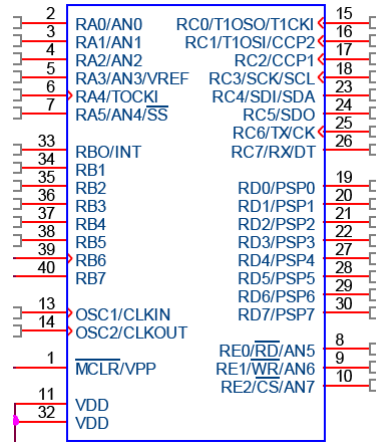 2 RA0/AN0 RC0/T1OSO/T1CKI 15
3 RA1/AN1 RC1/T1OSI/CCP2 16
4 RA2/AN2 RC2/CCP1 17
5 RA3/AN3/VREF RC3/SCK/SCL 18
6 RA4/TOCKI RC4/SDI/SDA 23
7 RA5/AN4/SS RC5/SDO 24
RC6/TX/CK 25
33 RBO/INT RC7/RX/DT 26
34 RB1
35 RB2 RD0/PSP0 19
36 RB3 RD1/PSP1 20
37 RB4 RD2/PSP2 21
38 RB5 RD3/PSP3 22
39 RB6 RD4/PSP4 27
40 RB7 RD5/PSP5 28
RD6/PSP6 29
13 OSC1/CLKIN RD7/PSP7 30
14 OSC2/CLKOUT
RE0/RD/AN5 8
1 MCLR/VPP RE1/WR/AN6 9
RE2/CS/AN7 10
11 VDD
32 VDD